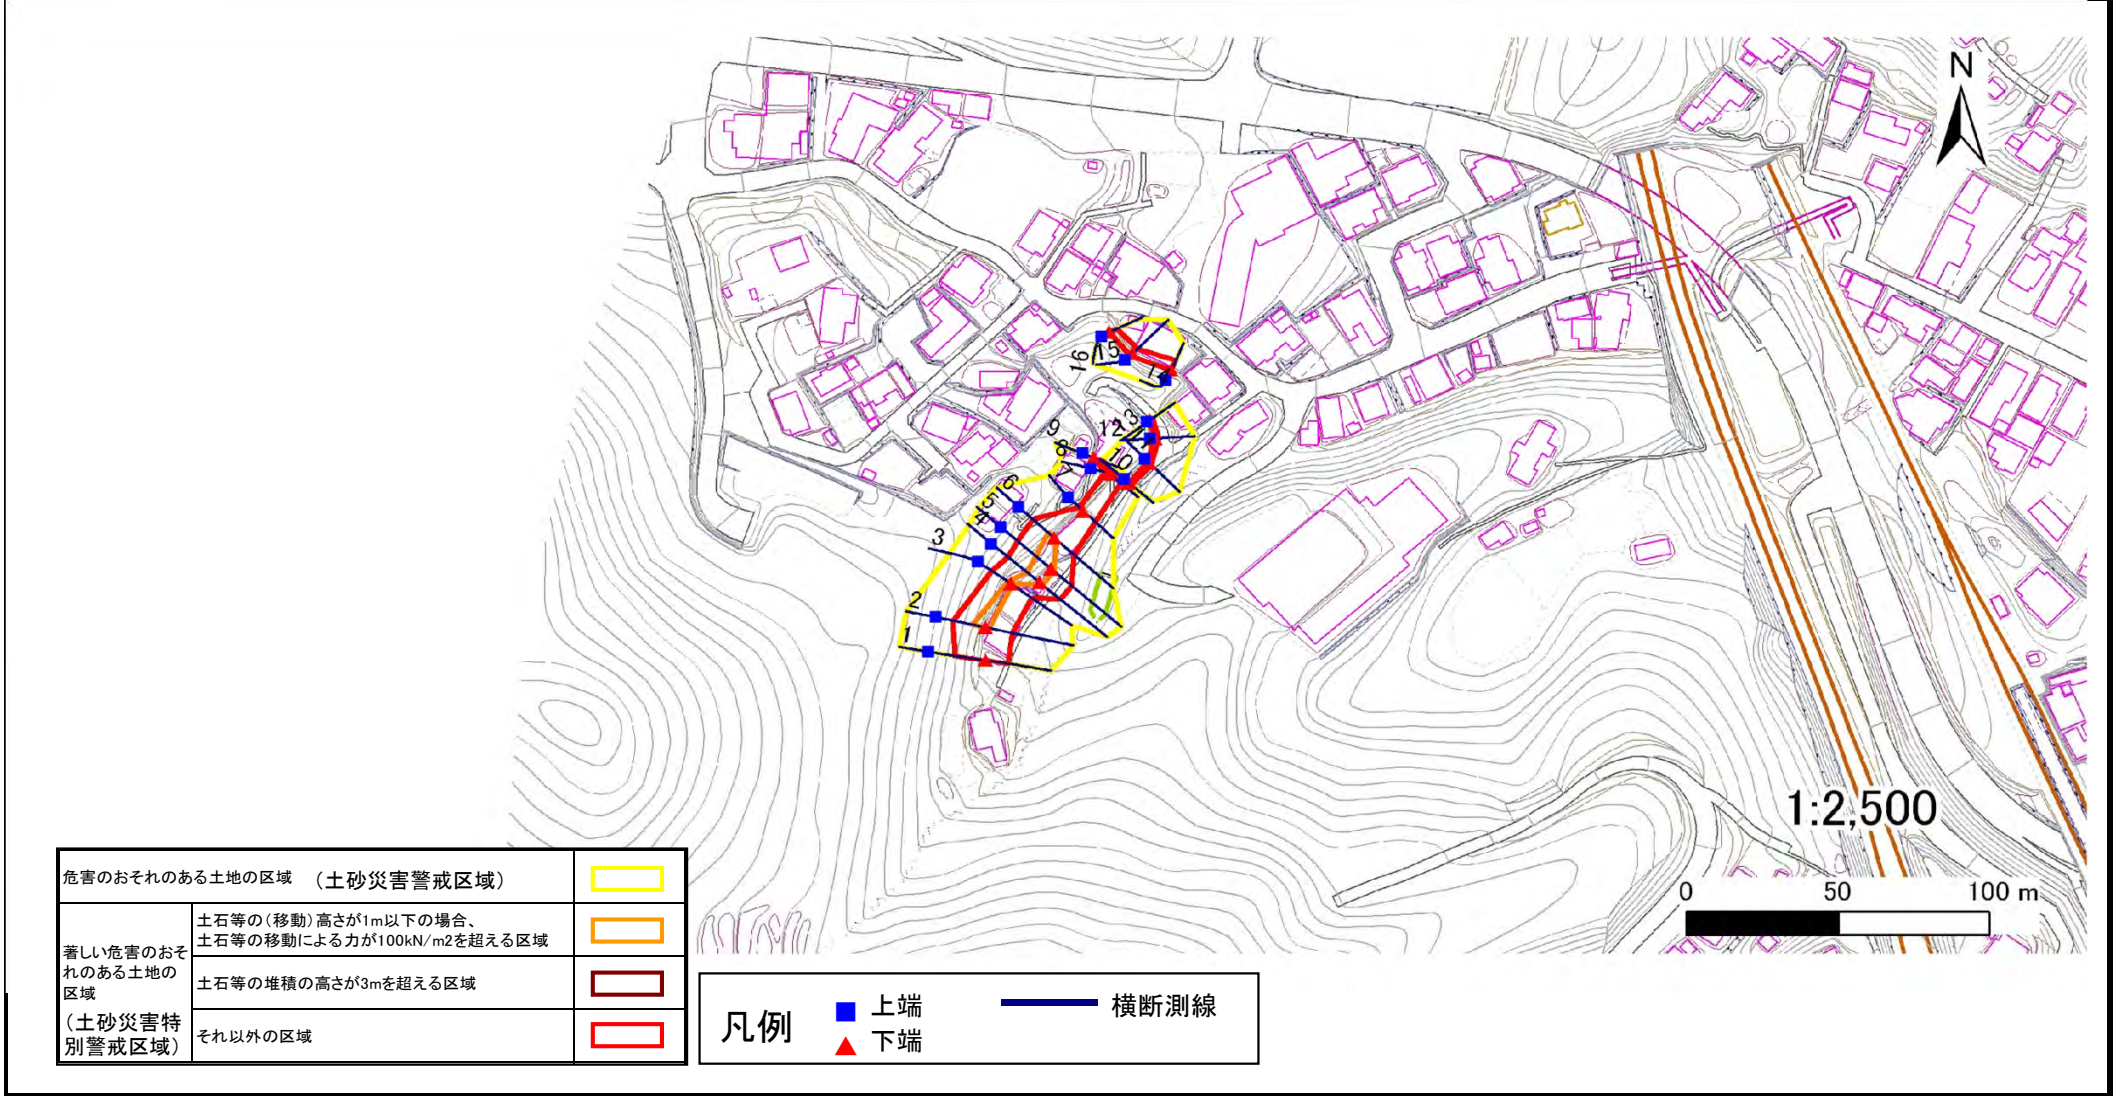 N
16
15
14
13
12
10
9
8
7
6
5
4
3
2
1
1:2,500
0 50 100 m
危害のおそれのある土地の区域 (土砂災害警戒区域)
著しい危害のおそ
れのある土地の
区域
(土砂災害特
別警戒区域)
土石等の(移動)高さが1m以下の場合、
土石等の移動による力が100kN/m2を超える区域
土石等の堆積の高さが3mを超える区域
それ以外の区域
凡例
上端
下端
横断測線